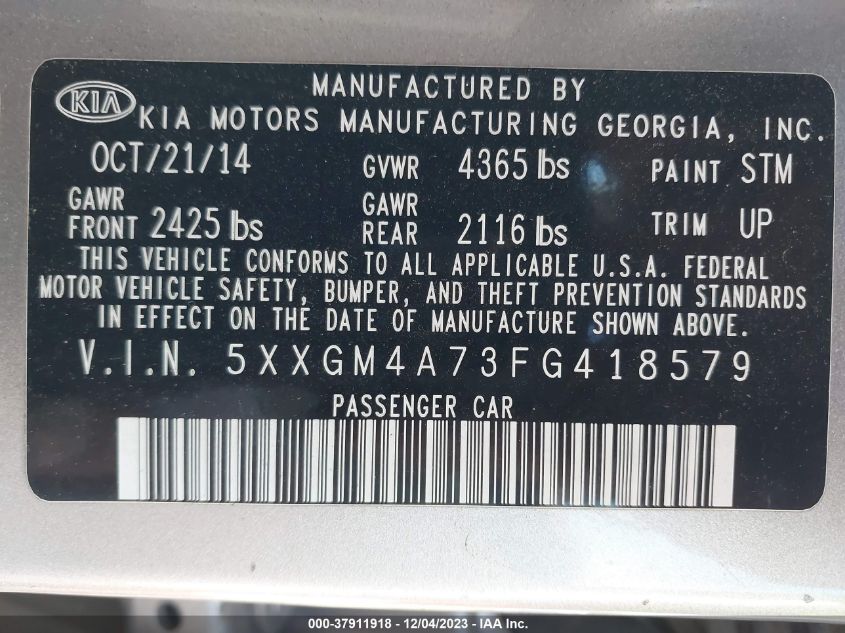 MANUFACTURED BY
KIA KIA MOTORS MANUFACTURING GEORGIA, INC.
OCT/21/14 GVWR 4365 lbs PAINT STM
GAWR FRONT 2425 lbs GAWR REAR 2116 lbs TRIM UP
THIS VEHICLE CONFORMS TO ALL APPLICABLE U.S.A. FEDERAL
MOTOR VEHICLE SAFETY, BUMPER, AND THEFT PREVENTION STANDARDS
IN EFFECT ON THE DATE OF MANUFACTURE SHOWN ABOVE.
V.I.N. 5XXGM4A73FG418579
PASSENGER CAR
000-37911918 - 12/04/2023 - IAA Inc.